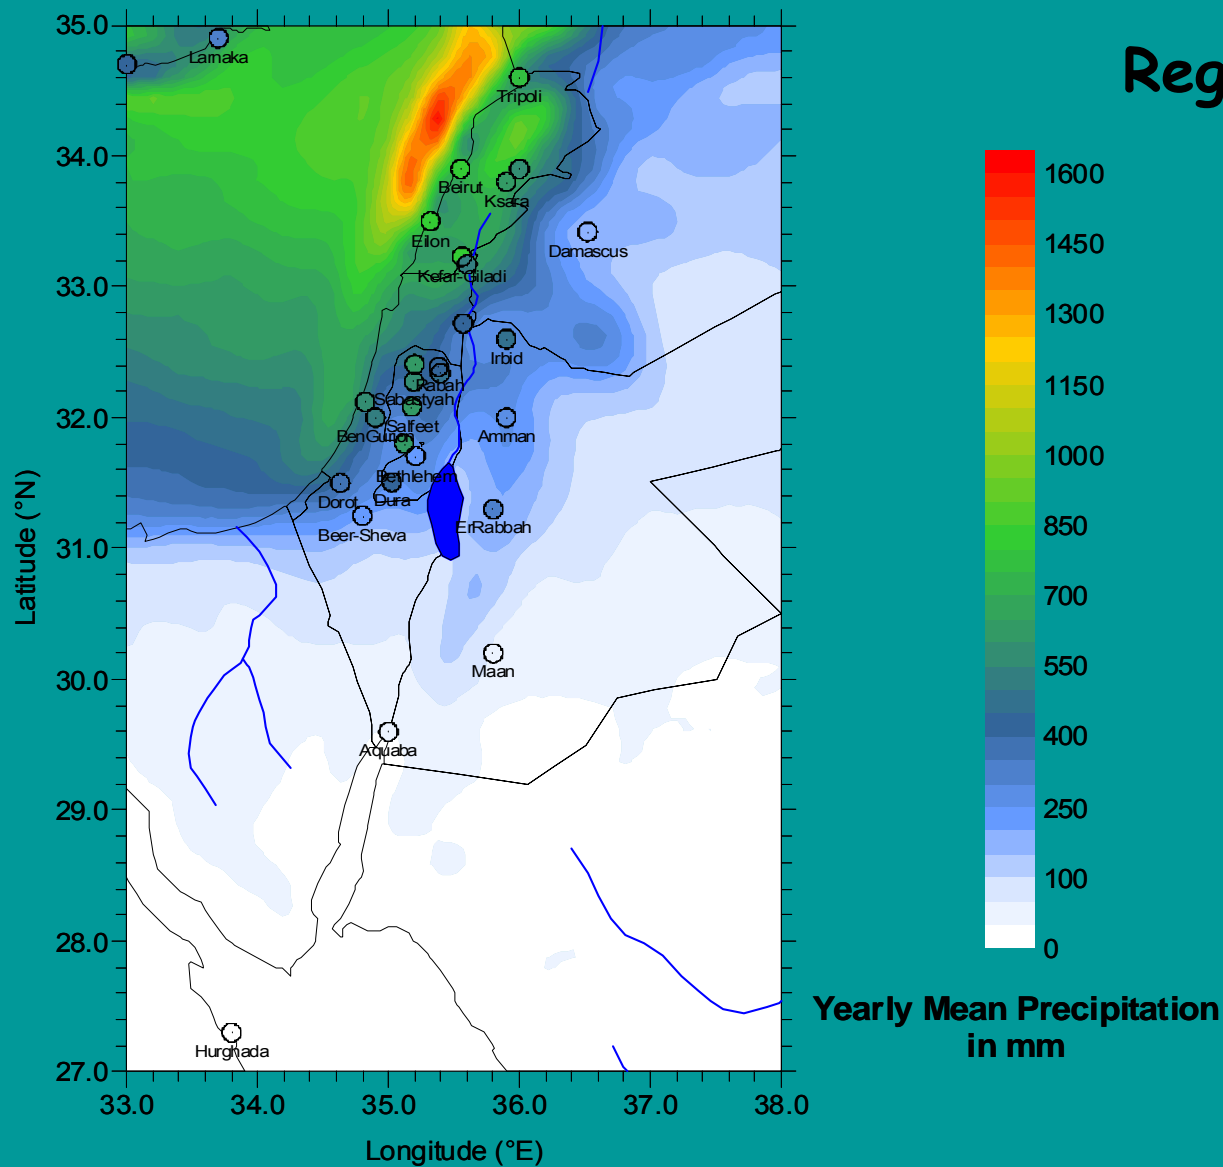 Reg
35.0
34.0
33.0
32.0
31.0
30.0
29.0
28.0
27.0
Latitude (°N)
33.0 34.0 35.0 36.0 37.0 38.0
Longitude (°E)
Larnaka
Tripoli
Beirut
Ksara
Eilon
Damascus
Kefar-Giladi
Irbid
Rabah
Sabastyah
Salfeet
BenGurion
Amman
Bethlehem
Dura
Dorot
ErRabbah
Beer-Sheva
Maan
Aquaba
Hurghada
1600
1450
1300
1150
1000
850
700
550
400
250
100
0
Yearly Mean Precipitation
in mm